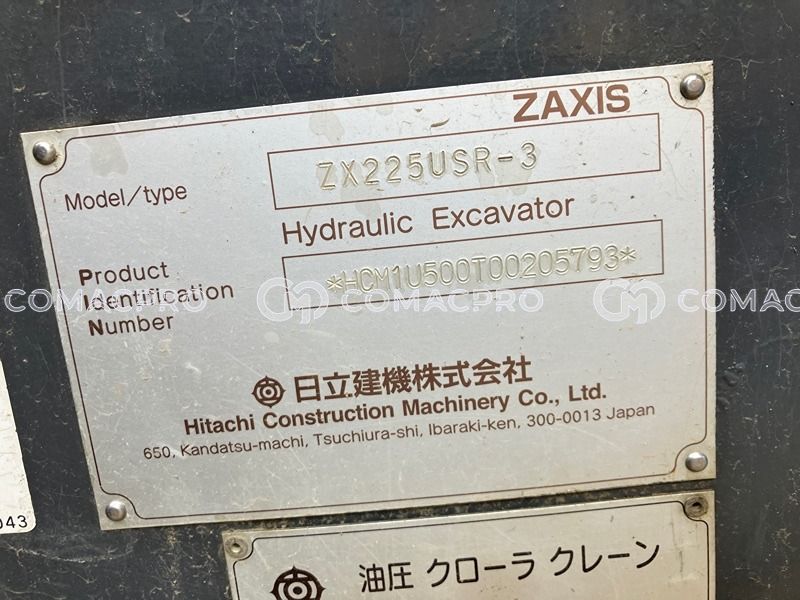 ZAXIS
Model/type ZX225USR-3
Hydraulic Excavator
Product
Identification
Number
*HCM1U500T00205793*
COMACPRO COMACPRO COMACPRO
日立建機株式会社
Hitachi Construction Machinery Co., Ltd.
650, Kandatsu-machi, Tsuchiura-shi, Ibaraki-ken, 300-0013 Japan
043
油圧 クローラ クレーン